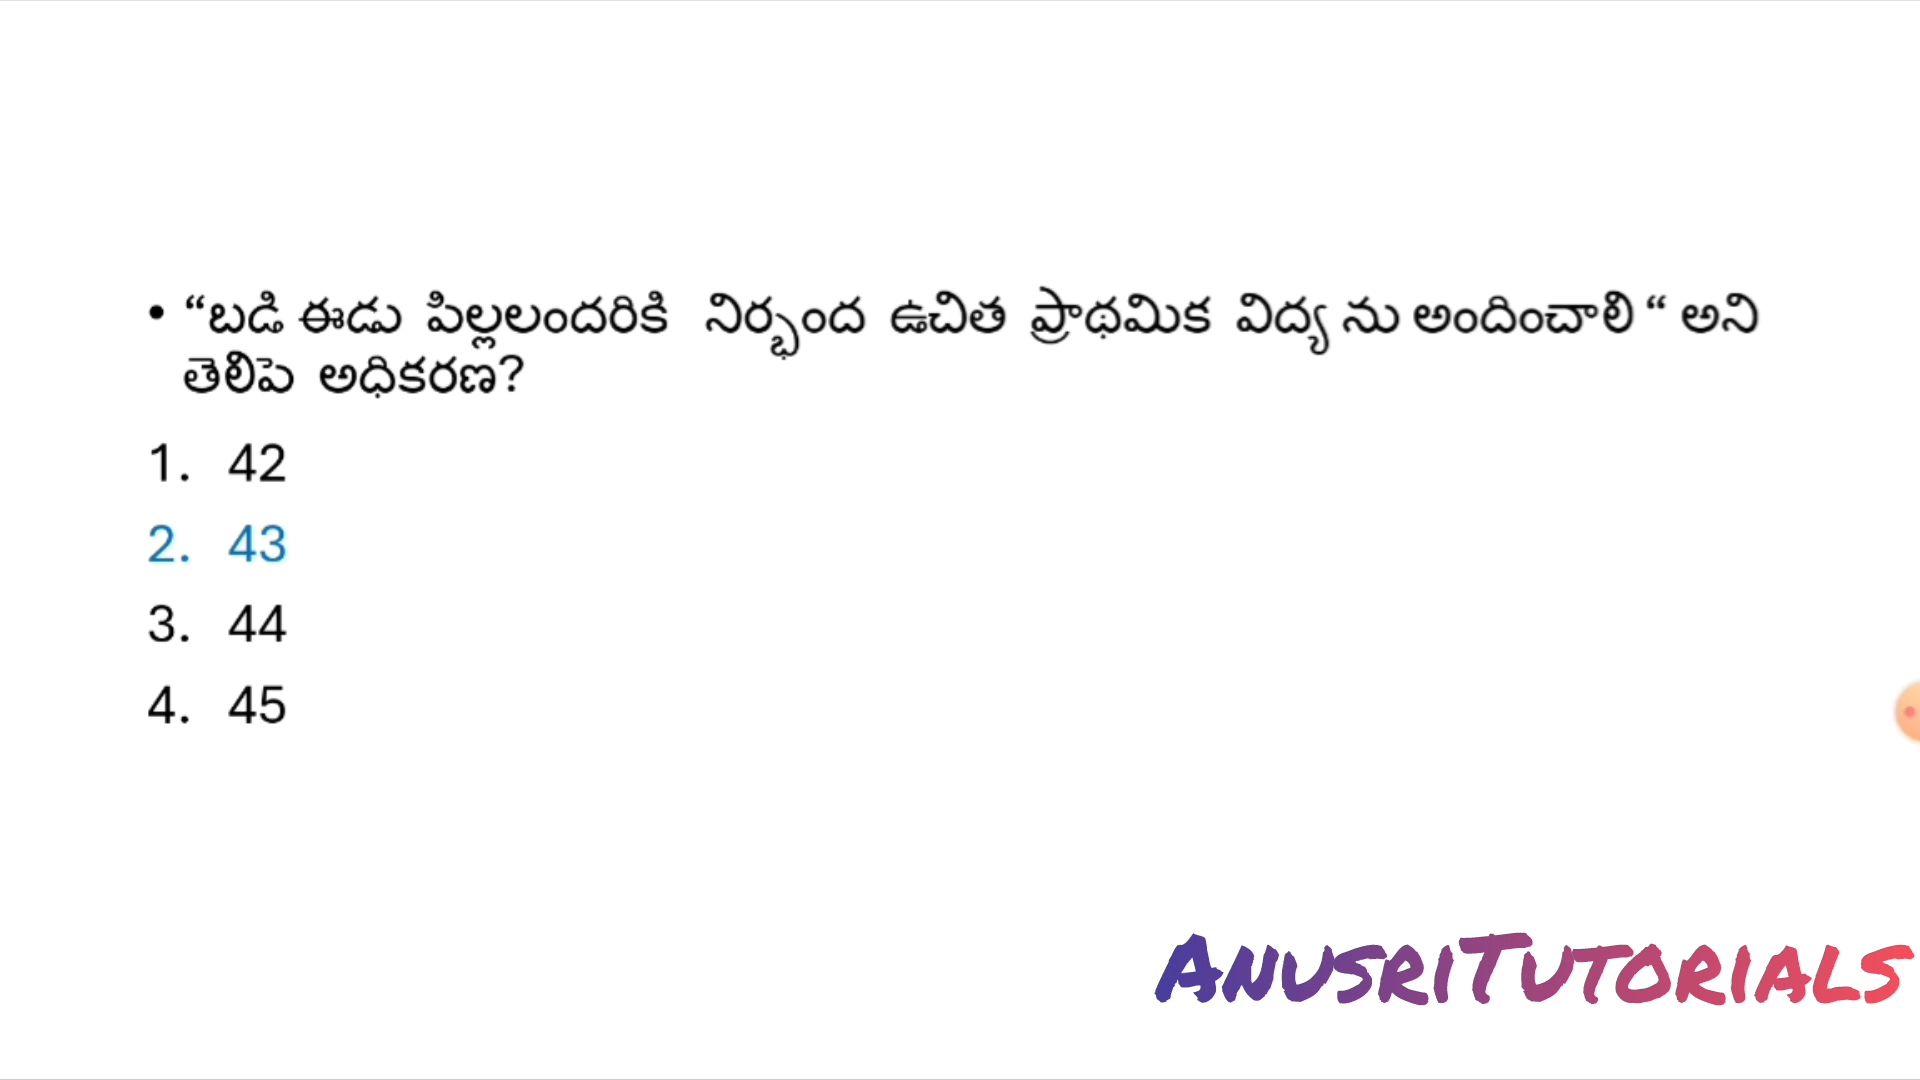 • “బడి ఈడు పిల్లలందరికి నిర్భంద ఉచిత ప్రాథమిక విద్య ను అందించాలి “ అని
తెలిపె అధికరణ?
1. 42
2. 43
3. 44
4. 45
AnusriTutorials